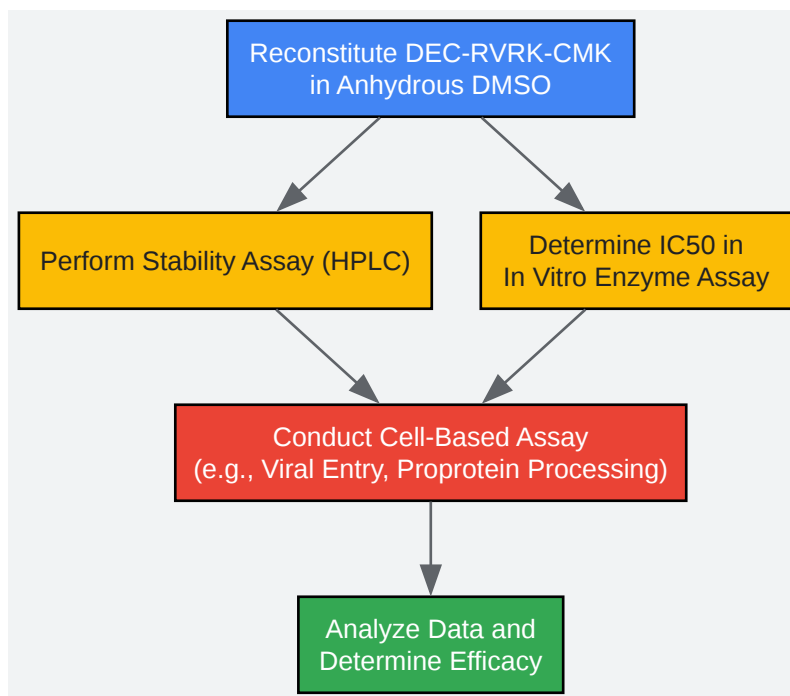 Reconstitute DEC-RVRK-CMK
in Anhydrous DMSO
Perform Stability Assay (HPLC)
Determine IC50 in
In Vitro Enzyme Assay
Conduct Cell-Based Assay
(e.g., Viral Entry, Proprotein Processing)
Analyze Data and
Determine Efficacy